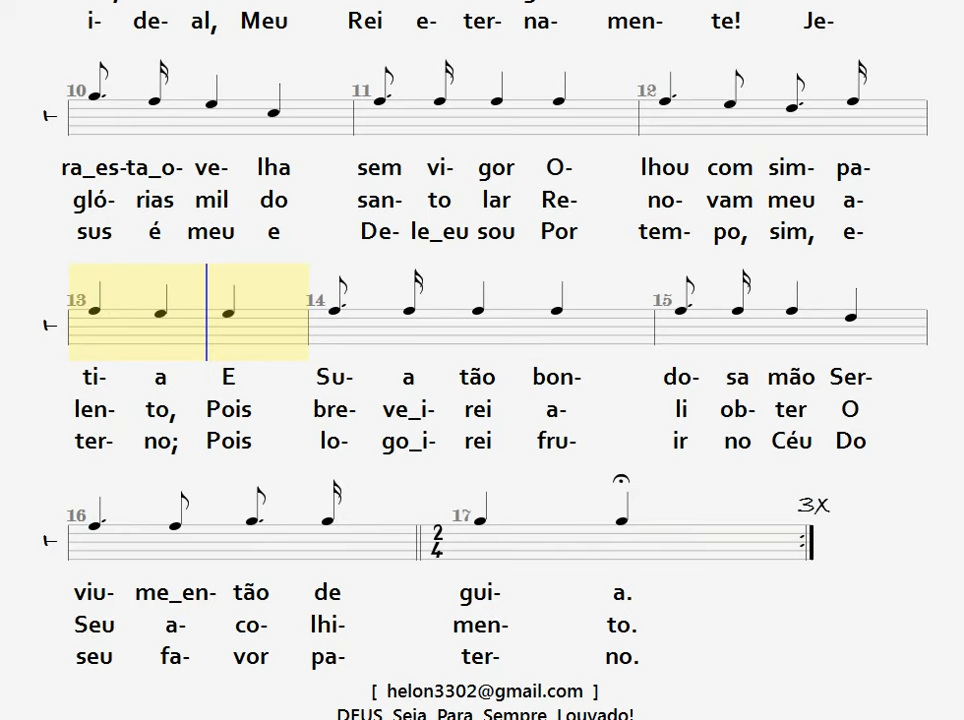 i- de- al, Meu Rei e- ter- na- men- te! Je-
10 11 12
ra_es-ta_o- ve- lha sem vi- gor O- lhou com sim- pa-
gló- rias mil do san- to lar Re- no- vam meu a-
sus é meu e De- le_eu sou Por tem- po, sim, e-
13 14 15
ti- a E Su- a tão bon- do- sa mão Ser-
len- to, Pois bre- ve_i- rei a- li ob- ter O
ter- no; Pois lo- go_i- rei fru- ir no Céu Do
16 17 2/4 3X
viu- me_en- tão de gui- a.
Seu a- co- lhi- men- to.
seu fa- vor pa- ter- no.
[ helon3302@gmail.com ]
DEUS Seja Para Sempre Louvado!